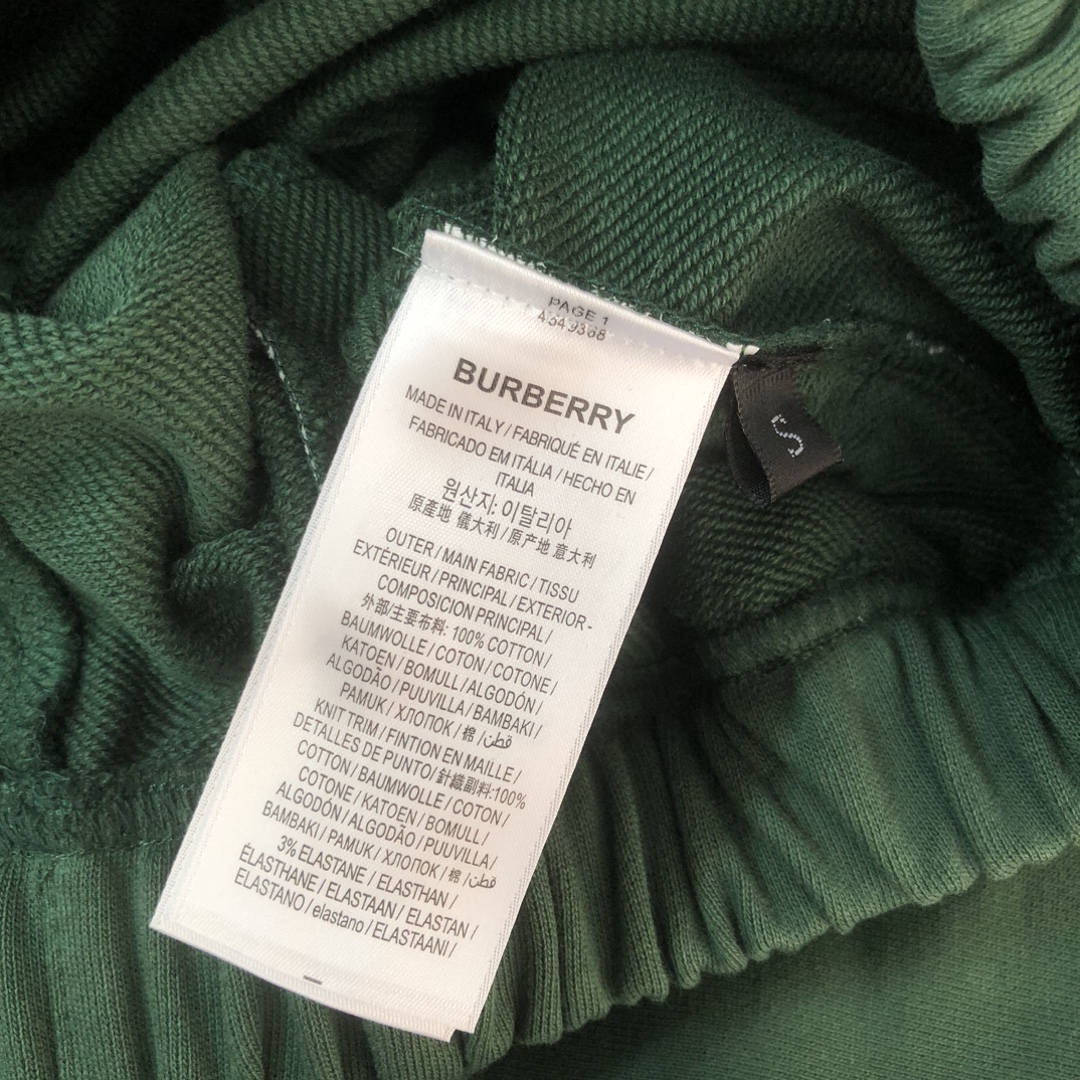 PAGE 1
4549368
BURBERRY
MADE IN ITALY / FABRIQUÉ EN ITALIE /
FABRICADO EM ITÁLIA / HECHO EN
ITALIA
원산지: 이탈리아
原產地 儀大利 / 原产地 意大利
OUTER / MAIN FABRIC / TISSU
EXTÉRIEUR / PRINCIPAL / EXTERIOR-
COMPOSICION PRINCIPAL /
外部/主要布料: 100% COTTON /
BAUMWOLLE / COTON / COTONE /
KATOEN / BOMULL / ALGODÓN /
ALGODÃO / PUUVILLA / BAMBAKI /
PAMUK / ХЛОПОК / 棉 / قطن
KNIT TRIM / FINTION EN MAILLE /
DETALLES DE PUNTO/ 針織副料:100%
COTTON / BAUMWOLLE / COTON /
COTONE / KATOEN / BOMULL /
ALGODÓN / ALGODÃO / PUUVILLA /
BAMBAKI / PAMUK / ХЛОПОК / 棉 / قطن
3% ELASTANE / ELASTHAN /
ÉLASTHANE / ELASTAAN / ELASTAN /
ELASTANO / elastano / ELASTAANI /
S